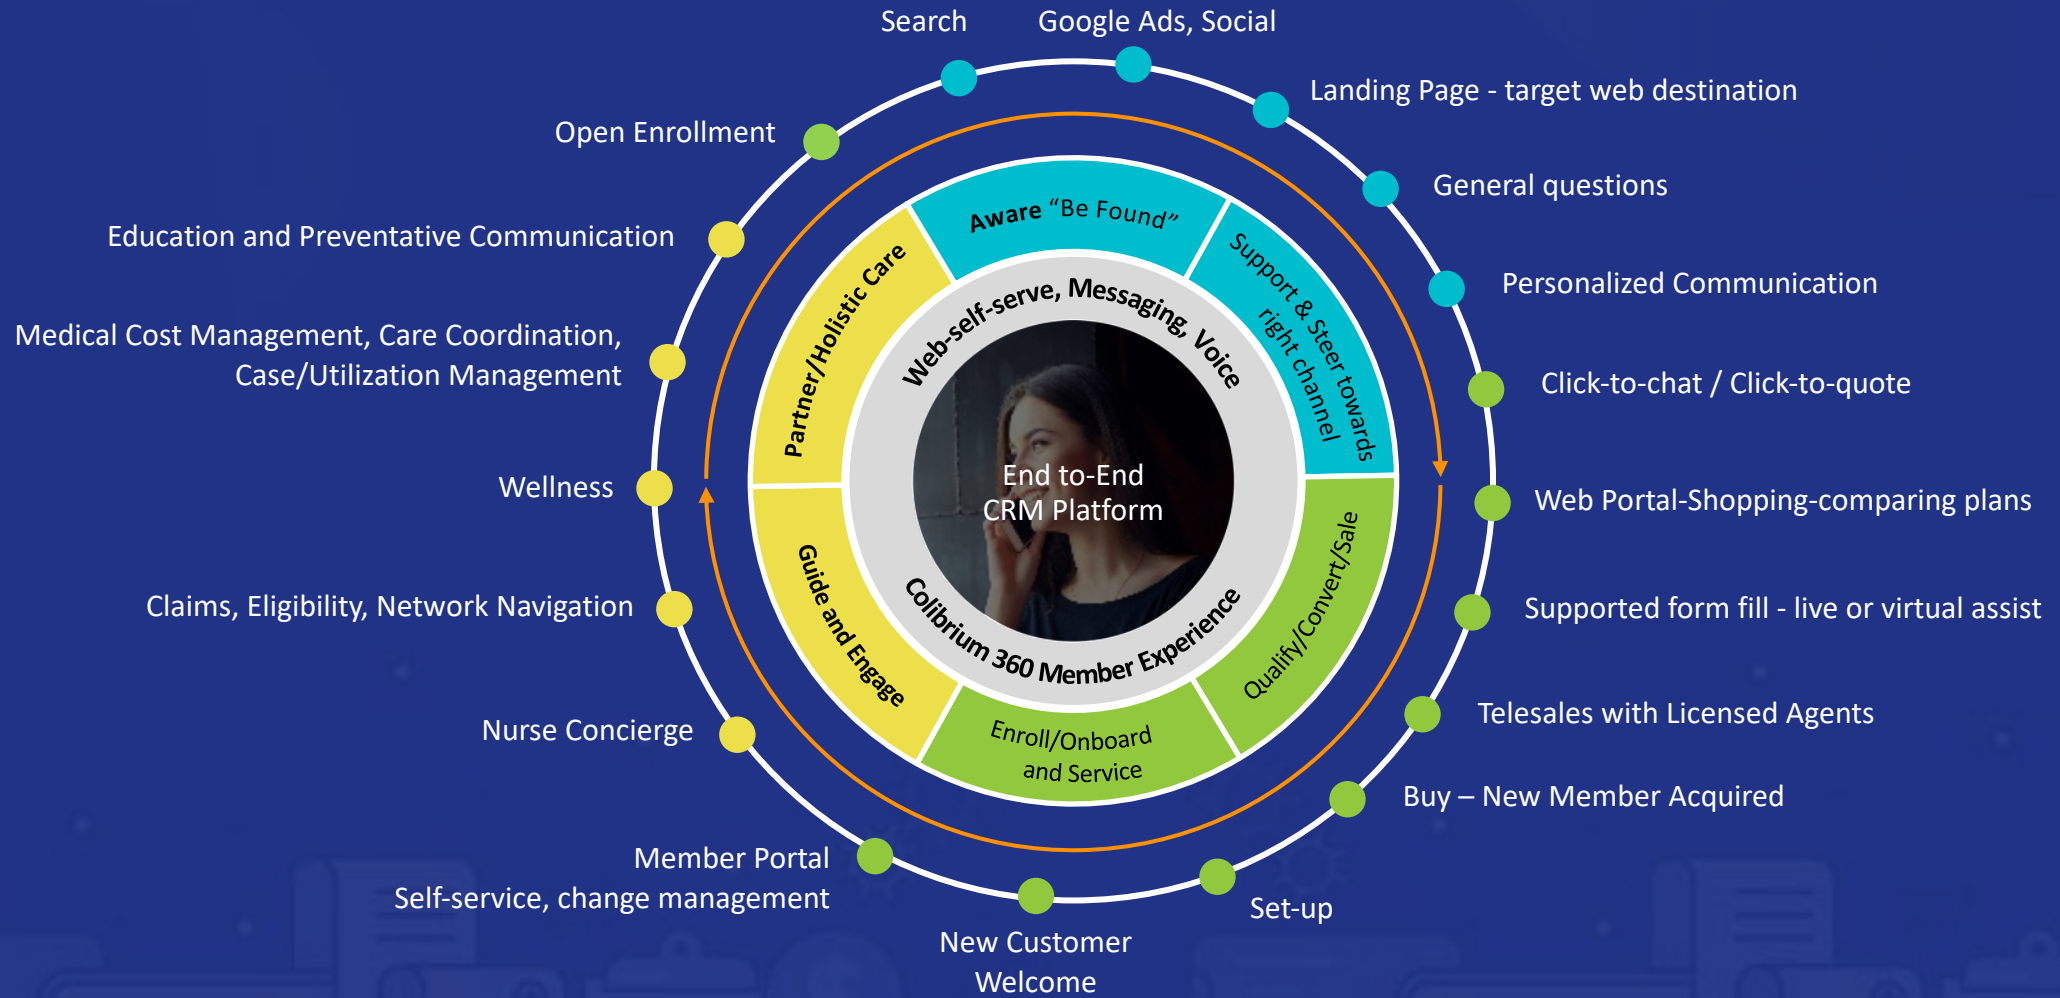 Search
Google Ads, Social
Landing Page - target web destination
General questions
Personalized Communication
Click-to-chat / Click-to-quote
Web Portal-Shopping-comparing plans
Supported form fill - live or virtual assist
Telesales with Licensed Agents
Buy – New Member Acquired
Set-up
New Customer
Welcome
Member Portal
Self-service, change management
Nurse Concierge
Claims, Eligibility, Network Navigation
Wellness
Medical Cost Management, Care Coordination,
Case/Utilization Management
Education and Preventative Communication
Open Enrollment
Aware “Be Found”
Support & Steer towards
right channel
Qualify/Convert/Sale
Enroll/Onboard
and Service
Guide and Engage
Partner/Holistic Care
Web-self-serve, Messaging, Voice
End to-End
CRM Platform
Colibrium 360 Member Experience